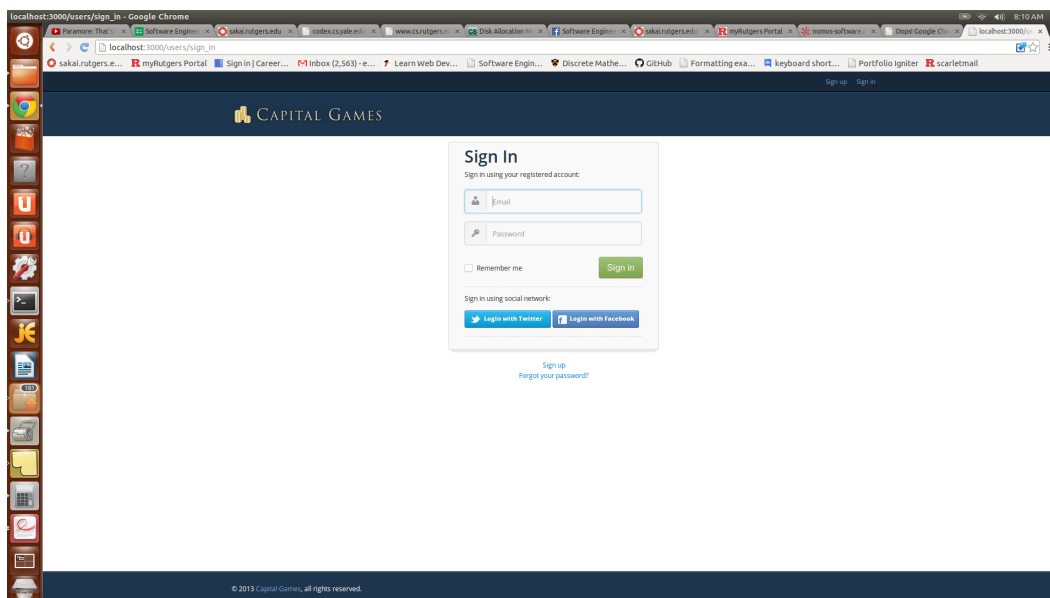 localhost:3000/users/sign_in - Google Chrome
8:10 AM
Paramore: That's
Software Enginee
sakai.rutgers.edu
codex.cs.yale.edu
www.cs.rutgers.e
Disk Allocation M
Software Enginee
sakai.rutgers.edu
myRutgers Portal
nomos-software
Oops! Google Chr
localhost:3000/u
localhost:3000/users/sign_in
sakai.rutgers.e...
myRutgers Portal
Sign in | Career...
Inbox (2,563) - e...
Learn Web Dev...
Software Engin...
Discrete Mathe...
GitHub
Formatting exa...
keyboard short...
Portfolio Igniter
scarletmail
Sign up Sign in
CAPITAL GAMES
Sign In
Sign in using your registered account:
Email
Password
Remember me
Sign in
Sign in using social network:
Login with Twitter
Login with Facebook
Sign up
Forgot your password?
181
© 2013 Capital Games, all rights reserved.